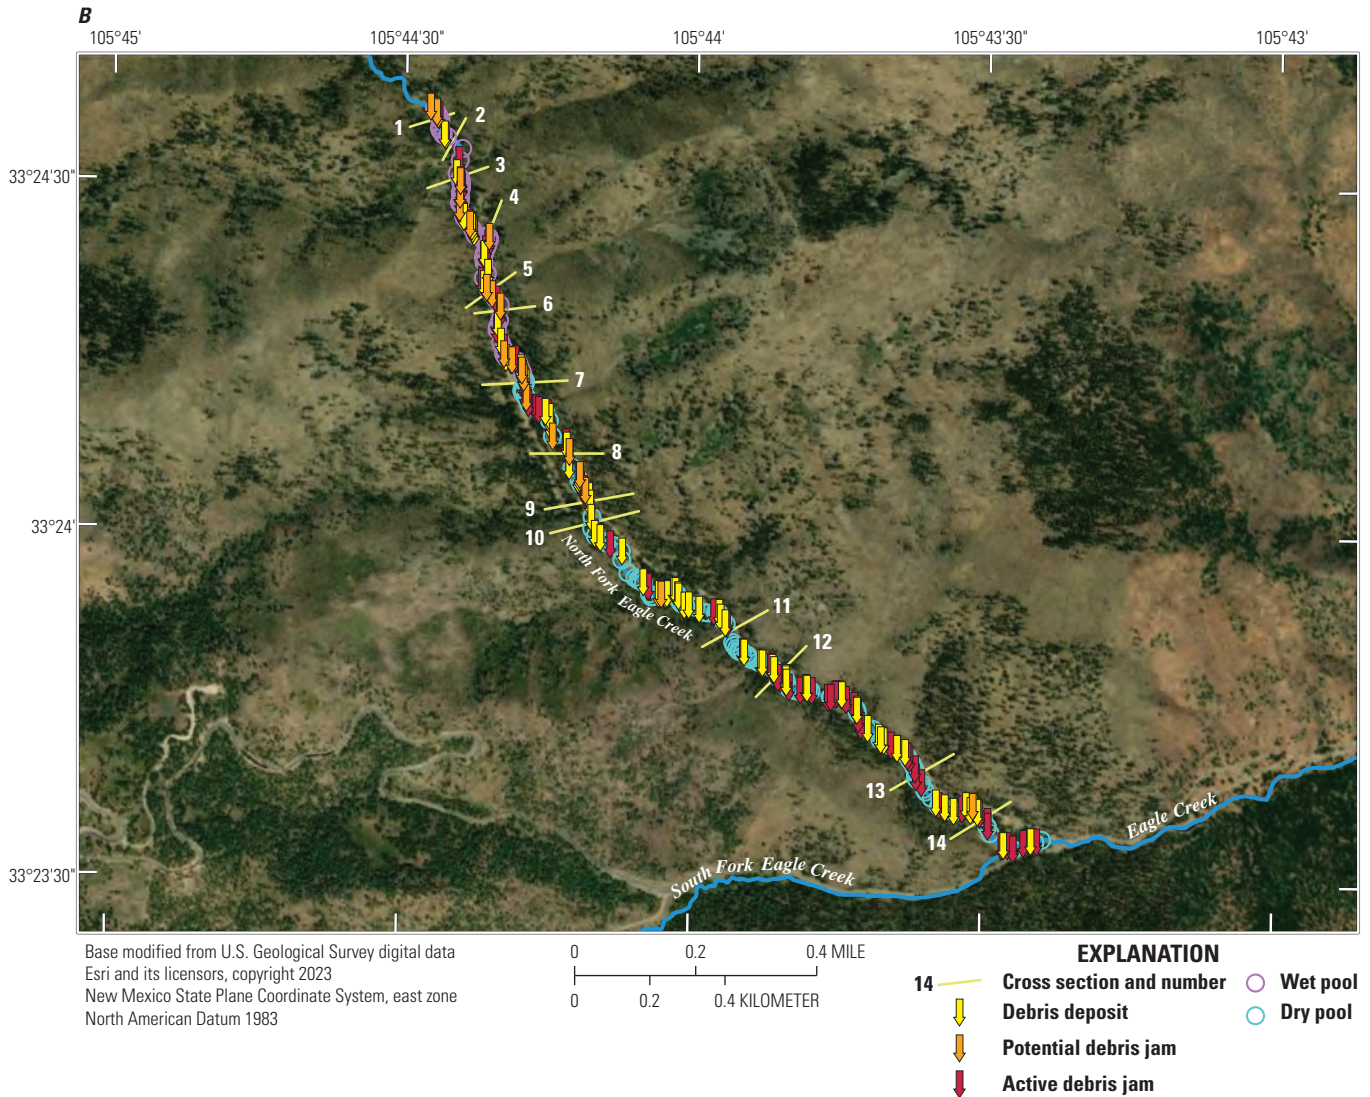 B
105°45'
105°44'30"
105°44'
105°43'30"
105°43'
33°24'30"
33°24'
33°23'30"
1
2
3
4
5
6
7
8
9
10
North Fork Eagle Creek
11
12
13
14
Eagle Creek
South Fork Eagle Creek
Base modified from U.S. Geological Survey digital data
Esri and its licensors, copyright 2023
New Mexico State Plane Coordinate System, east zone
North American Datum 1983
0 0.2 0.4 MILE
0 0.2 0.4 KILOMETER
EXPLANATION
14 Cross section and number
Debris deposit
Potential debris jam
Active debris jam
Wet pool
Dry pool